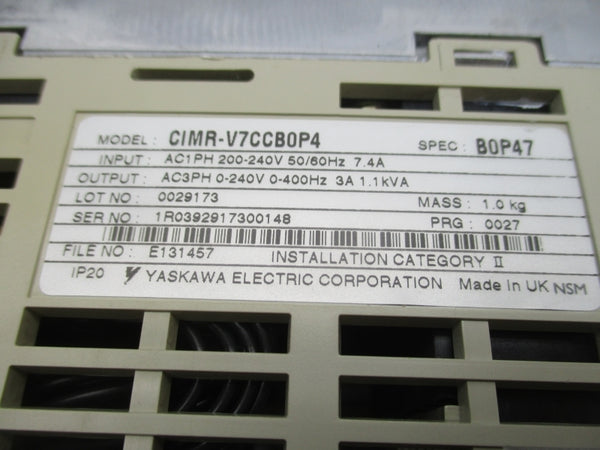 MODEL : CIMR-V7CCB0P4 SPEC : B0P47
INPUT : AC1PH 200-240V 50/60Hz 7.4A
OUTPUT : AC3PH 0-240V 0-400Hz 3A 1.1kVA
LOT NO : 0029173 MASS : 1.0 kg
SER NO : 1R0392917300148 PRG : 0027
FILE NO : E131457 INSTALLATION CATEGORY II
IP20 YASKAWA ELECTRIC CORPORATION Made in UK NSM